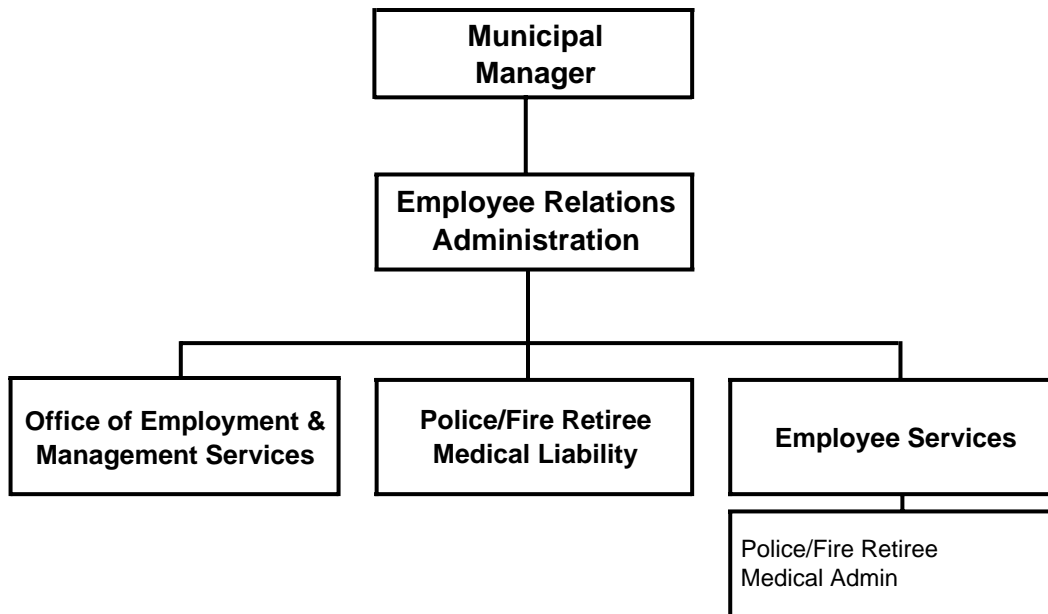 Municipal
Manager
Employee Relations
Administration
Office of Employment &
Management Services
Police/Fire Retiree
Medical Liability
Employee Services
Police/Fire Retiree
Medical Admin